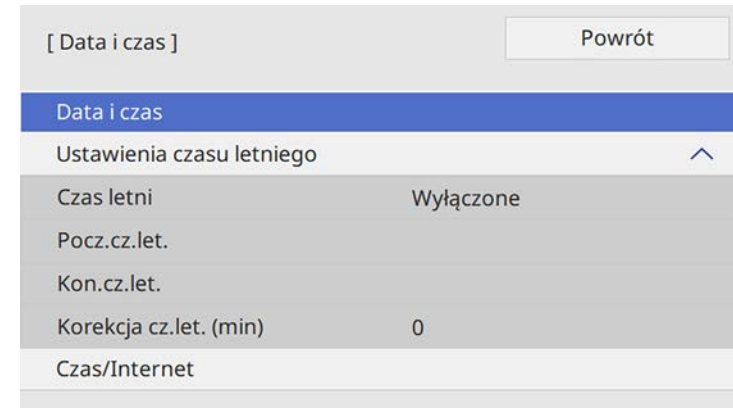 [ Data i czas ] Powrót
Data i czas
Ustawienia czasu letniego
Czas letni Wyłączone
Pocz.cz.let.
Kon.cz.let.
Korekcja cz.let. (min) 0
Czas/Internet